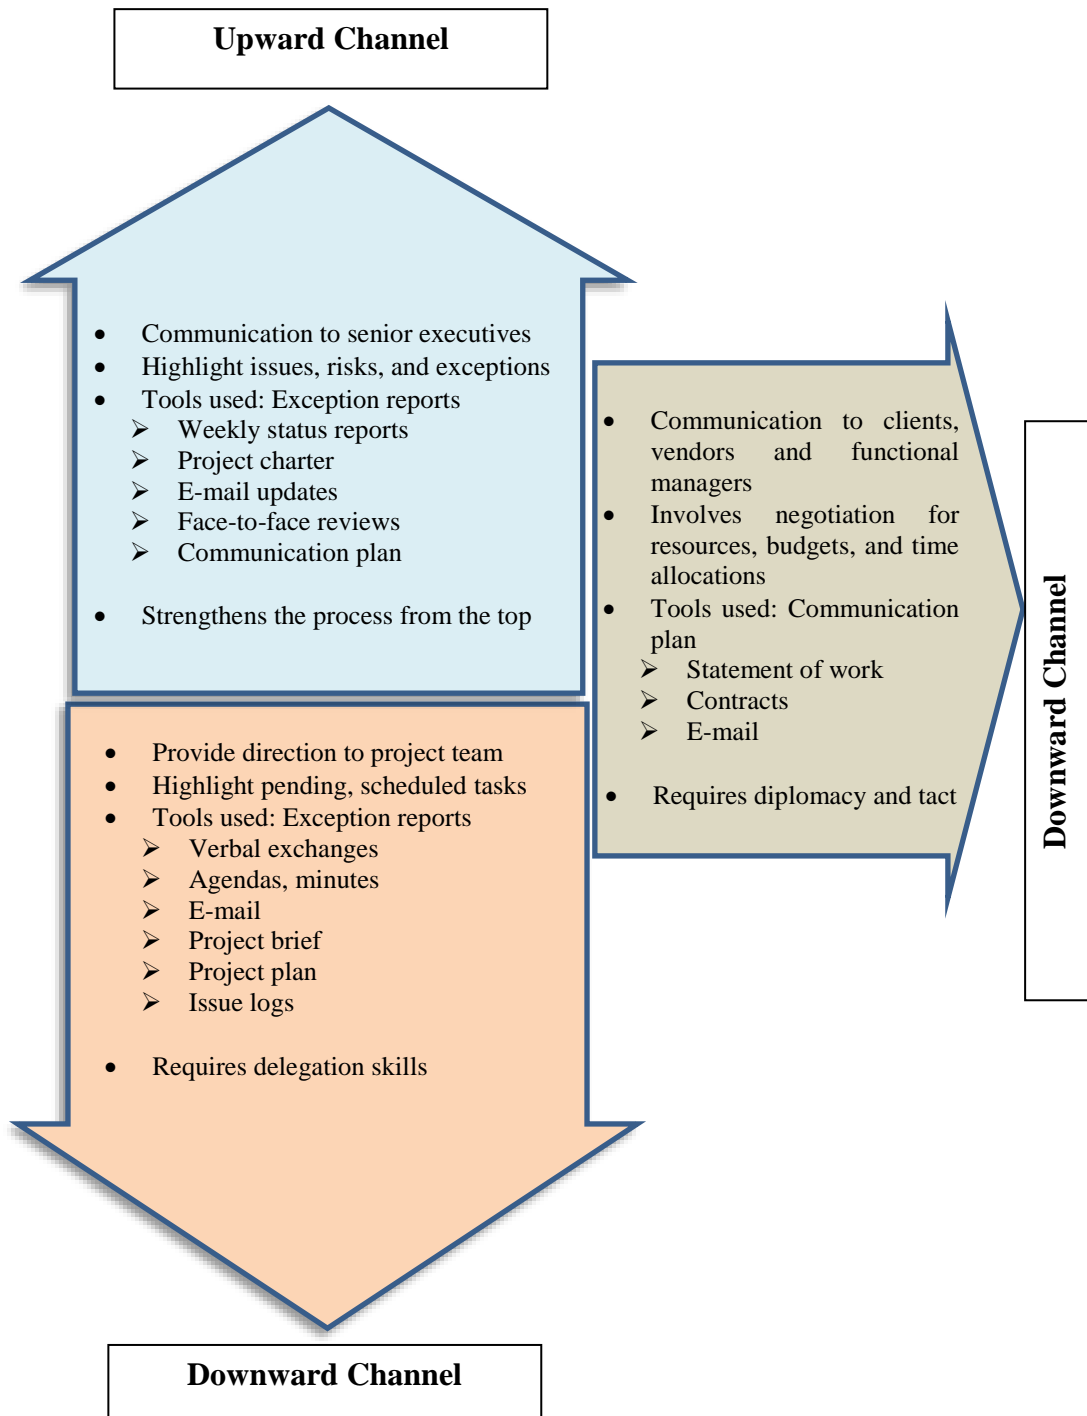 Upward Channel
• Communication to senior executives
• Highlight issues, risks, and exceptions
• Tools used: Exception reports
➢ Weekly status reports
➢ Project charter
➢ E-mail updates
➢ Face-to-face reviews
➢ Communication plan
• Strengthens the process from the top
• Communication to clients,
vendors and functional
managers
• Involves negotiation for
resources, budgets, and time
allocations
• Tools used: Communication
plan
➢ Statement of work
➢ Contracts
➢ E-mail
• Requires diplomacy and tact
Downward Channel
• Provide direction to project team
• Highlight pending, scheduled tasks
• Tools used: Exception reports
➢ Verbal exchanges
➢ Agendas, minutes
➢ E-mail
➢ Project brief
➢ Project plan
➢ Issue logs
• Requires delegation skills
Downward Channel